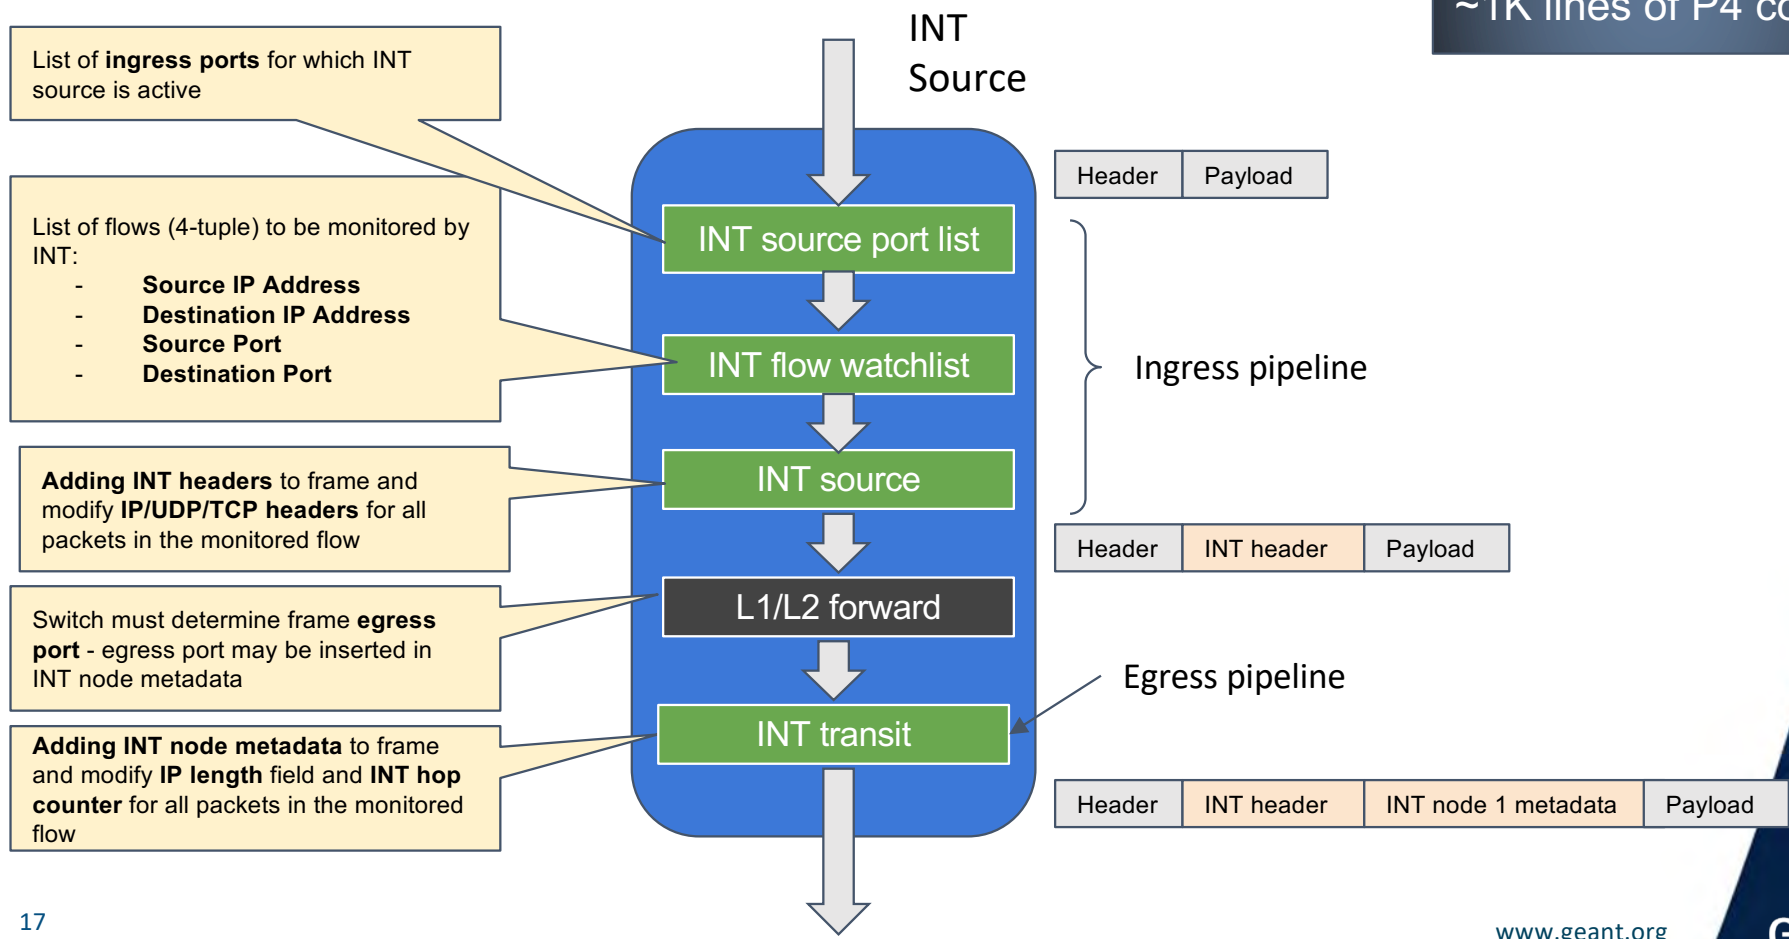 ~1K lines of P4
INT
Source
List of ingress ports for which INT
source is active
Header Payload
INT source port list
List of flows (4-tuple) to be monitored by
INT:
- Source IP Address
- Destination IP Address
- Source Port
- Destination Port
INT flow watchlist
Ingress pipeline
Adding INT headers to frame and
modify IP/UDP/TCP headers for all
packets in the monitored flow
INT source
Header INT header Payload
Switch must determine frame egress
port - egress port may be inserted in
INT node metadata
L1/L2 forward
Egress pipeline
Adding INT node metadata to frame
and modify IP length field and INT hop
counter for all packets in the monitored
flow
INT transit
Header INT header INT node 1 metadata Payload
17
www.geant.org